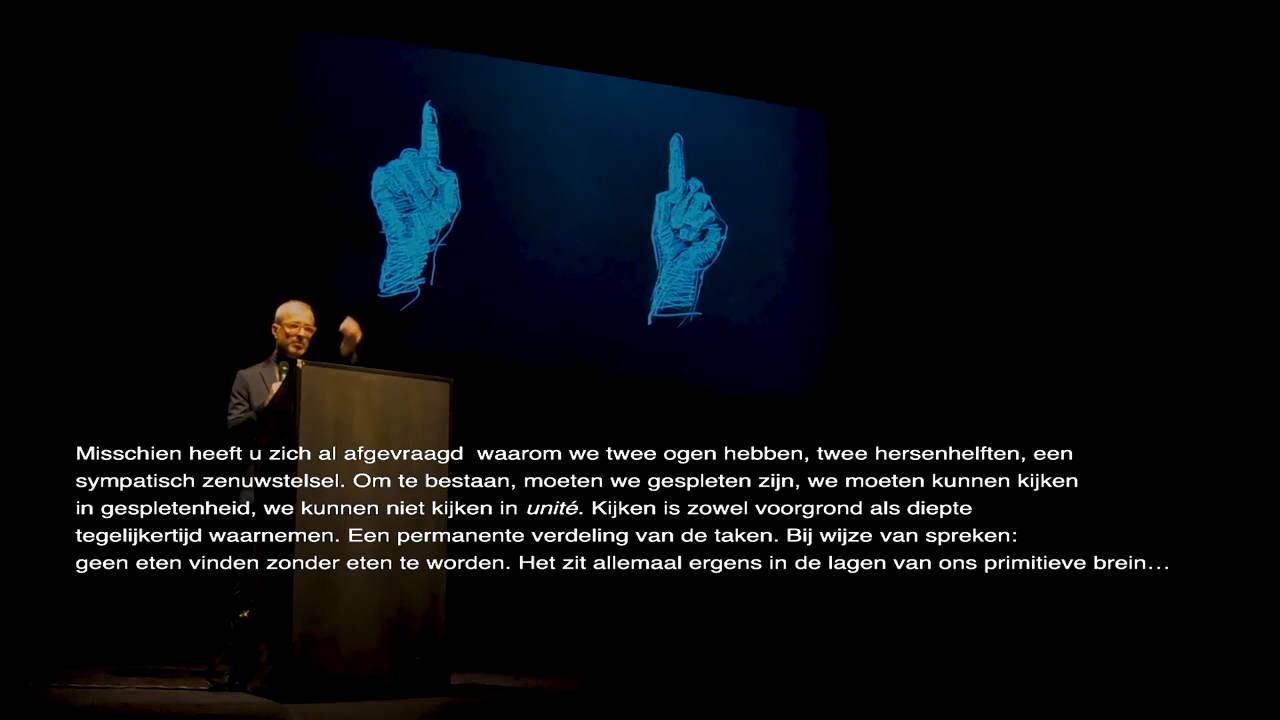 Misschien heeft u zich al afgevraagd  waarom we twee ogen hebben, twee hersenhelften, een
sympatisch zenuwstelsel. Om te bestaan, moeten we gespleten zijn, we moeten kunnen kijken
in gespletenheid, we kunnen niet kijken in unité. Kijken is zowel voorgrond als diepte
tegelijkertijd waarnemen. Een permanente verdeling van de taken. Bij wijze van spreken:
geen eten vinden zonder eten te worden. Het zit allemaal ergens in de lagen van ons primitieve brein…